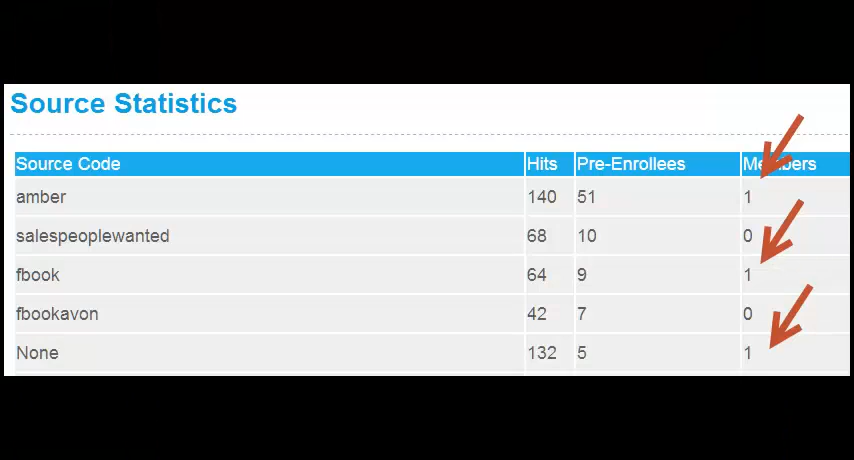 Source Statistics
Source Code Hits Pre-Enrollees Members
amber 140 51 1
salespeoplewanted 68 10 0
fbook 64 9 1
fbookavon 42 7 0
None 132 5 1